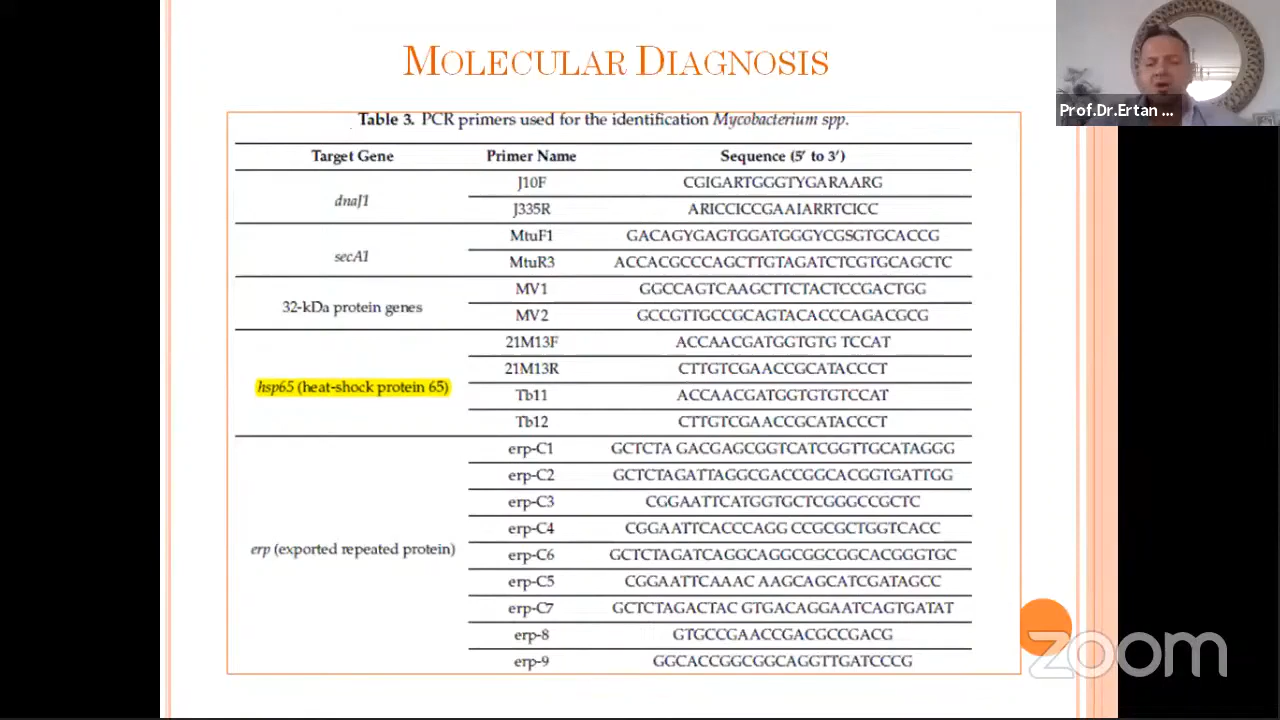 MOLECULAR DIAGNOSIS
Prof.Dr.Ertan ...
Table 3. PCR primers used for the identification Mycobacterium spp.
Target Gene Primer Name Sequence (5′ to 3′)
dnaJ1
J10F CGIGARTGGGTYGARAARG
J335R ARICCICCGAAIARRTCICC
secA1
MtuF1 GACAGYGAGTGGATGGGYCGSGTGCACCG
MtuR3 ACCACGCCCAGCTTGTAGATCTCGTGCAGCTC
32-kDa protein genes
MV1 GGCCAGTCAAGCTTCTACTCCGACTGG
MV2 GCCGTTGCCGCAGTACACCCAGACGCG
hsp65 (heat-shock protein 65)
21M13F ACCAACGATGGTGTG TCCAT
21M13R CTTGTCGAACCGCATACCCT
Tb11 ACCAACGATGGTGTGTCCAT
Tb12 CTTGTCGAACCGCATACCCT
erp (exported repeated protein)
erp-C1 GCTCTA GACGAGCGGTCATCGGTTGCATAGGG
erp-C2 GCTCTAGATTAGGCGACCGGCACGGTGATTGG
erp-C3 CGGAATTCATGGTGCTCGGGCCGCTC
erp-C4 CGGAATTCACCCAGG CCGCGCTGGTCACC
erp-C6 GCTCTAGATCAGGCAGGCGGCGGCACGGGTGC
erp-C5 CGGAATTCAAAC AAGCAGCATCGATAGCC
erp-C7 GCTCTAGACTAC GTGACAGGAATCAGTGATAT
erp-8 GTGCCGAACCGACGCCGACG
erp-9 GGCACCGGCGGCAGGTTGATCCCG
zoom